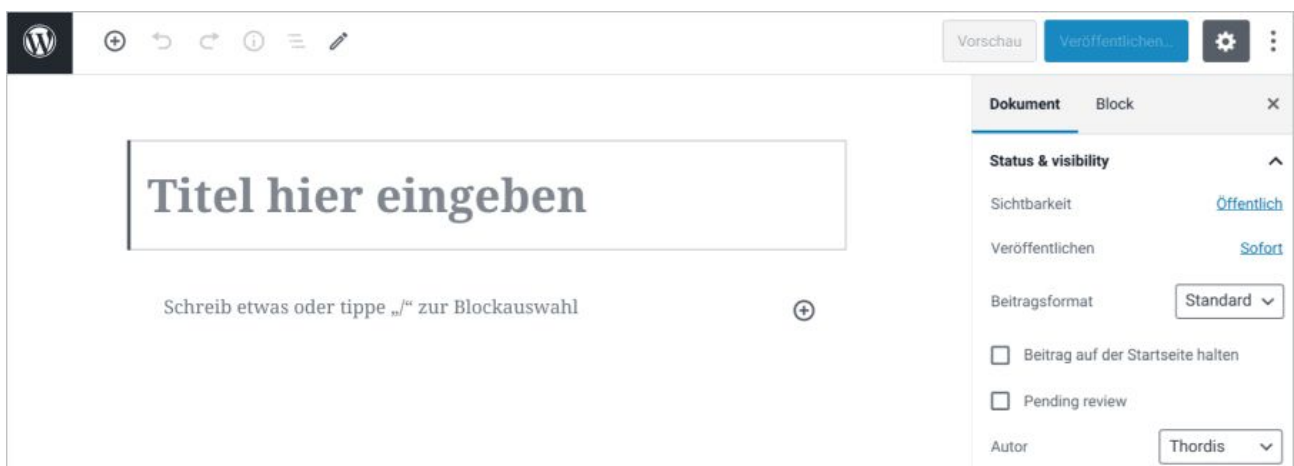 Vorschau
Veröffentlichen...
Dokument Block
Titel hier eingeben
Schreib etwas oder tippe „/“ zur Blockauswahl
Status & visibility
Sichtbarkeit Öffentlich
Veröffentlichen Sofort
Beitragsformat Standard
Beitrag auf der Startseite halten
Pending review
Autor Thordis